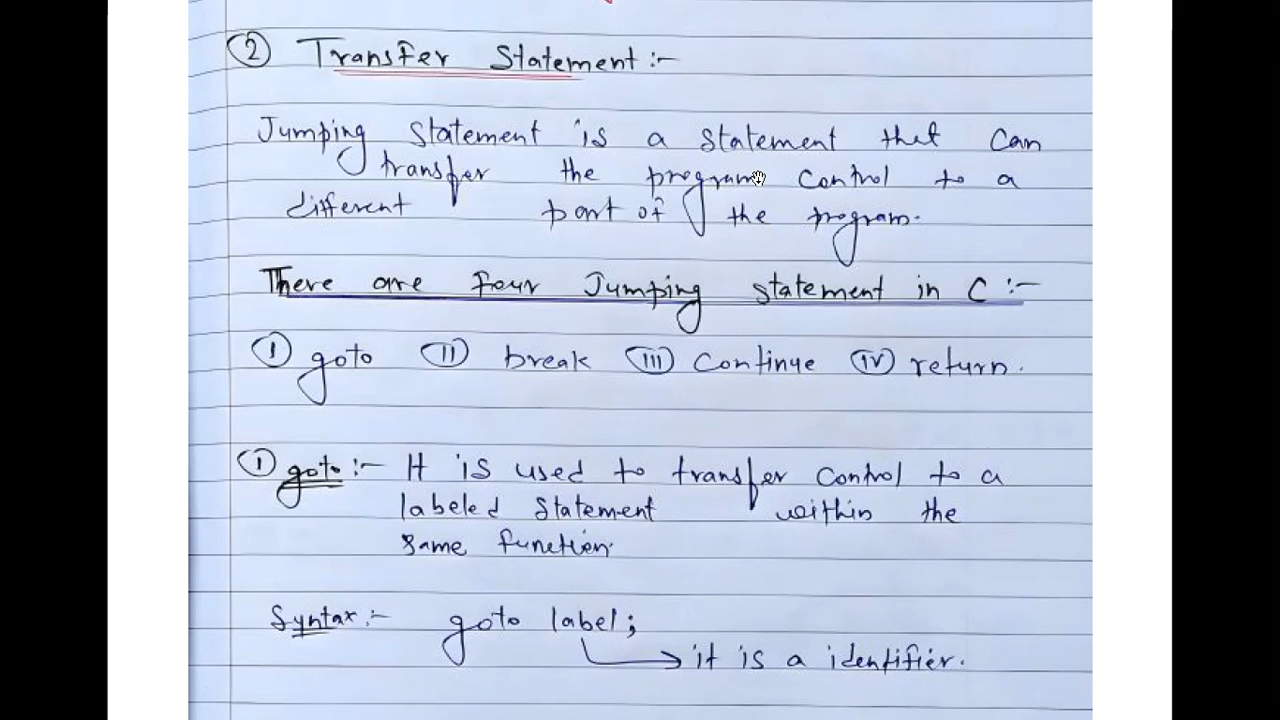 ② Transfer Statement :-
Jumping statement is a statement that can
transfer the program control to a
different part of the program.
There are four Jumping statement in C :-
Ⓘ goto Ⓘⓘ break Ⓘⓘⓘ continue Ⓘⓥ return.
① goto :- It is used to transfer control to a
labeled statement within the
same function.
Syntax :- goto label;
it is a identifier.